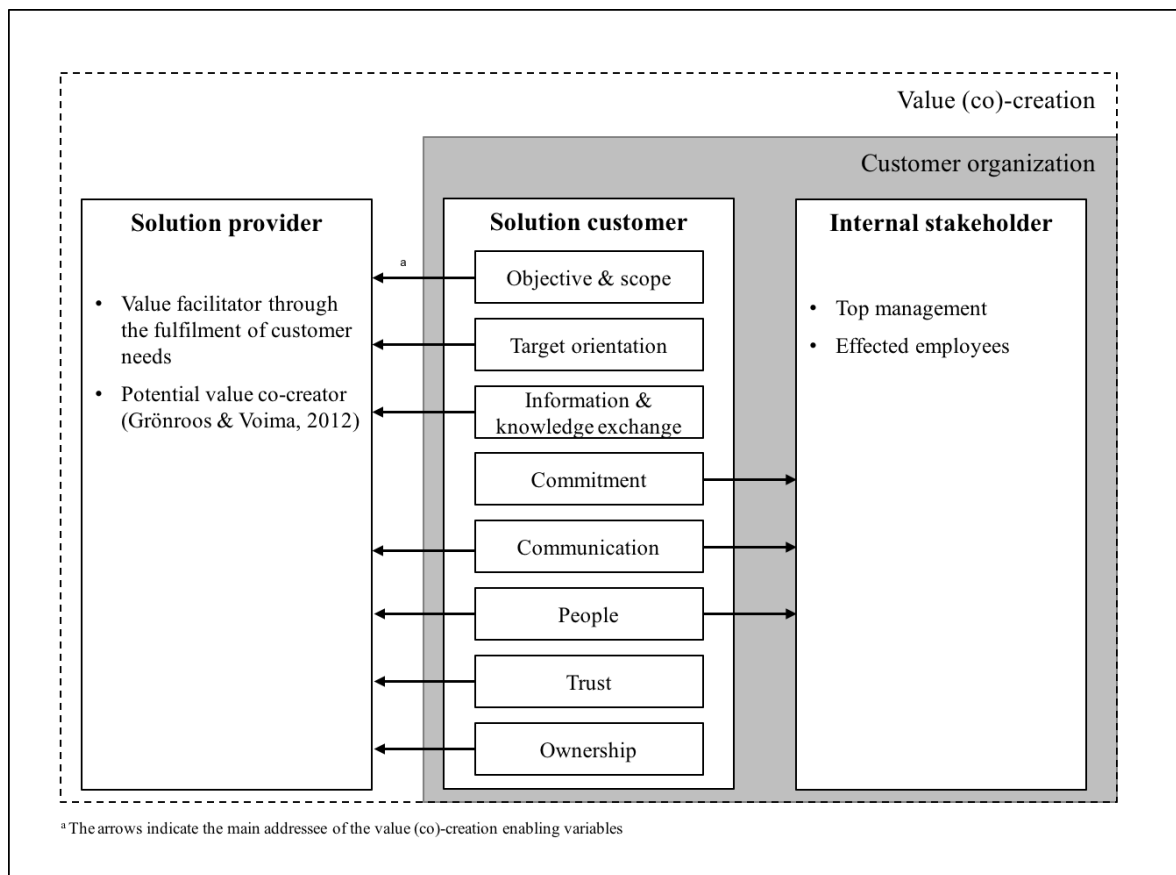 Value (co)-creation
Customer organization
Solution provider
• Value facilitator through
the fulfilment of customer
needs
• Potential value co-creator
(Grönroos & Voima, 2012)
a
Solution customer
Objective & scope
Target orientation
Information &
knowledge exchange
Commitment
Communication
People
Trust
Ownership
Internal stakeholder
• Top management
• Effected employees
a The arrows indicate the main addressee of the value (co)-creation enabling variables